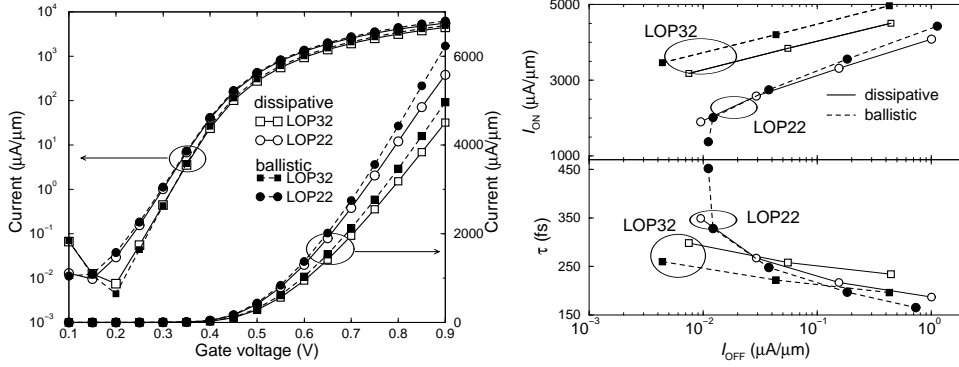 10⁴
10³
10²
10¹
10⁰
10⁻¹
10⁻²
10⁻³
Current (μA/μm)
0.1 0.2 0.3 0.4 0.5 0.6 0.7 0.8 0.9
Gate voltage (V)
6000
4000
2000
0
Current (μA/μm)
dissipative
LOP32
LOP22
ballistic
LOP32
LOP22
5000
3000
1000
I_ON (μA/μm)
LOP32
LOP22
dissipative
ballistic
450
350
250
150
τ (fs)
LOP32
LOP22
10⁻³ 10⁻² 10⁻¹ 10⁰
I_OFF (μA/μm)